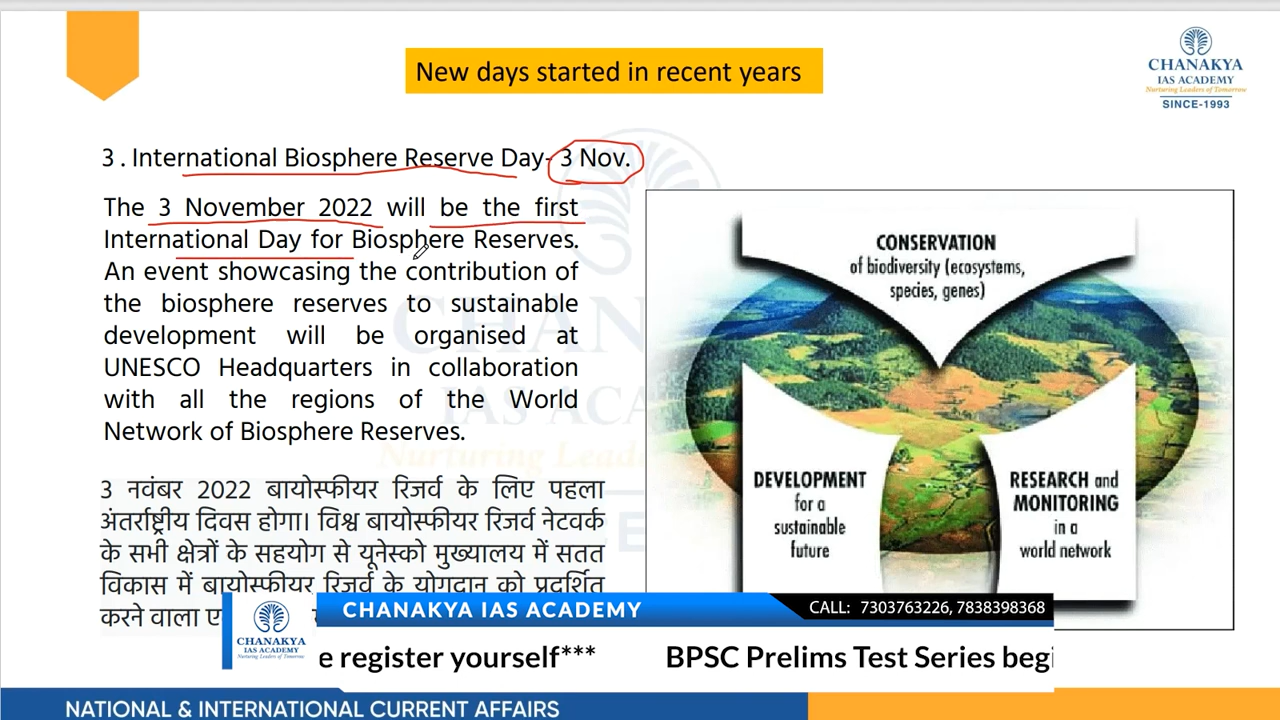 New days started in recent years
CHANAKYA
IAS ACADEMY
Nurturing Leaders of Tomorrow
SINCE-1993
3 . International Biosphere Reserve Day- 3 Nov.
The 3 November 2022 will be the first
International Day for Biosphere Reserves.
An event showcasing the contribution of
the biosphere reserves to sustainable
development will be organised at
UNESCO Headquarters in collaboration
with all the regions of the World
Network of Biosphere Reserves.
3 नवंबर 2022 बायोस्फीयर रिजर्व के लिए पहला
अंतर्राष्ट्रीय दिवस होगा। विश्व बायोस्फीयर रिजर्व नेटवर्क
के सभी क्षेत्रों के सहयोग से यूनेस्को मुख्यालय में सतत
विकास में बायोस्फीयर रिजर्व के योगदान को प्रदर्शित
करने वाला
CONSERVATION
of biodiversity (ecosystems,
species, genes)
DEVELOPMENT
for a
sustainable
future
RESEARCH and
MONITORING
in a
world network
CHANAKYA
IAS ACADEMY
Nurturing Leaders of Tomorrow
CHANAKYA IAS ACADEMY
CALL: 7303763226, 7838398368
e register yourself*** BPSC Prelims Test Series begi
NATIONAL & INTERNATIONAL CURRENT AFFAIRS